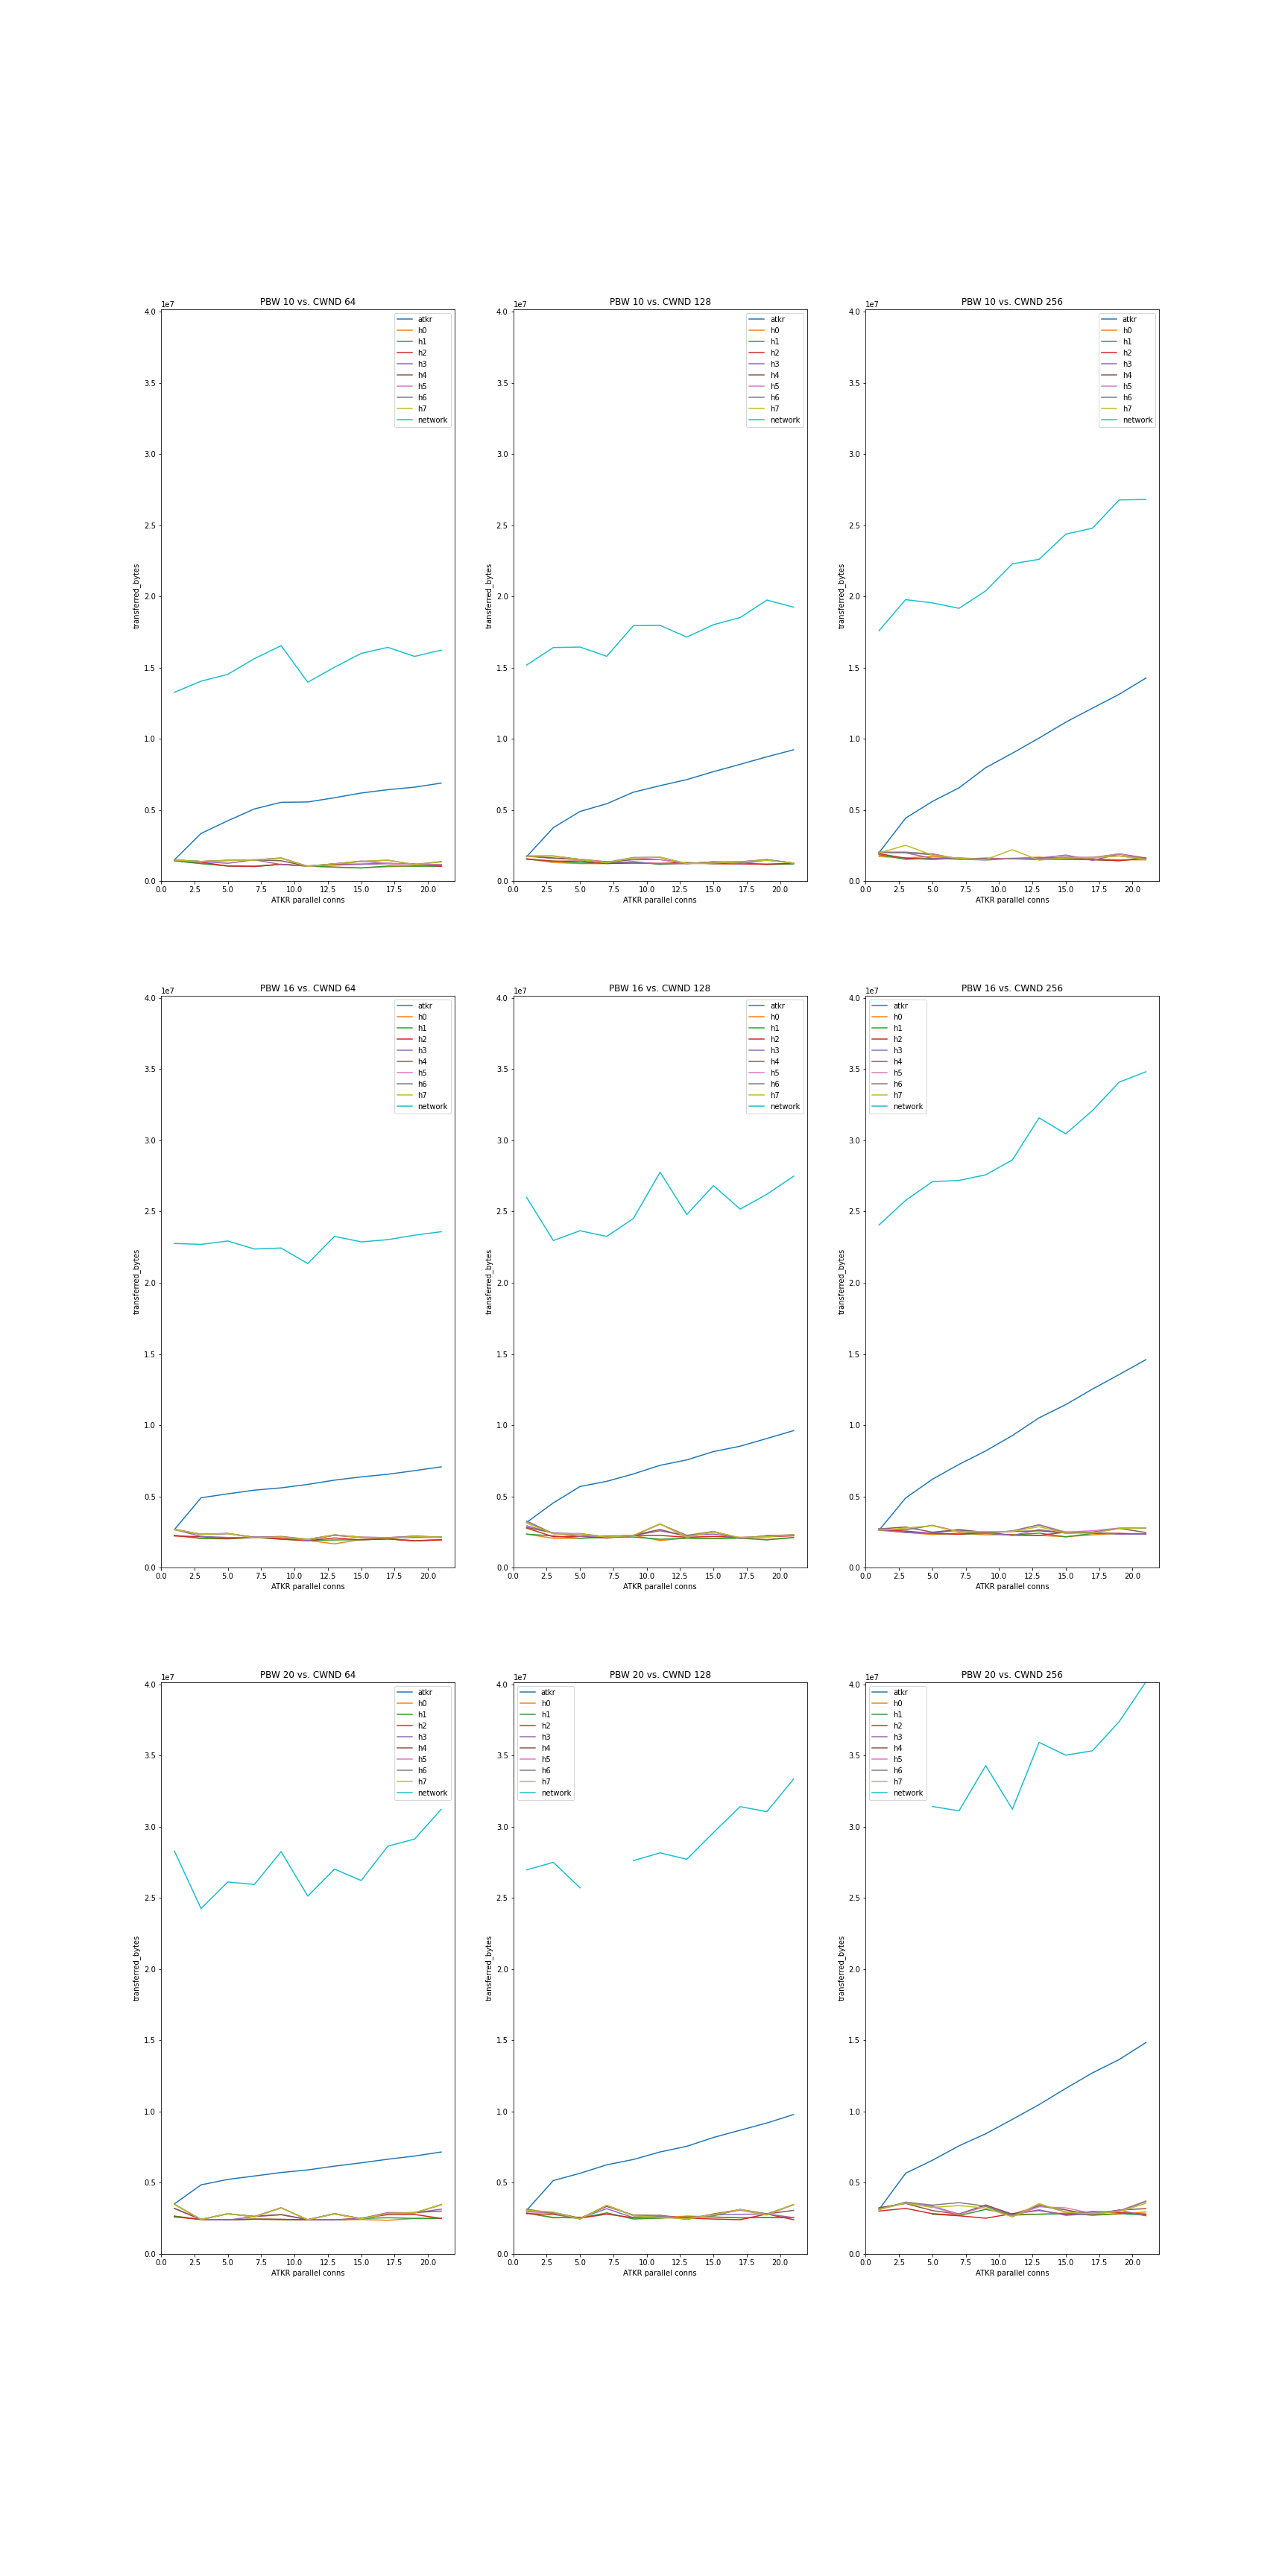 PBW 10 vs. CWND 64
1e7
4.0
3.5
3.0
2.5
2.0
1.5
1.0
0.5
0.0
transferred_bytes
atkr
h0
h1
h2
h3
h4
h5
h6
h7
network
0.0 2.5 5.0 7.5 10.0 12.5 15.0 17.5 20.0
ATKR parallel conns
PBW 10 vs. CWND 128
1e7
4.0
3.5
3.0
2.5
2.0
1.5
1.0
0.5
0.0
transferred_bytes
atkr
h0
h1
h2
h3
h4
h5
h6
h7
network
0.0 2.5 5.0 7.5 10.0 12.5 15.0 17.5 20.0
ATKR parallel conns
PBW 10 vs. CWND 256
1e7
4.0
3.5
3.0
2.5
2.0
1.5
1.0
0.5
0.0
transferred_bytes
atkr
h0
h1
h2
h3
h4
h5
h6
h7
network
0.0 2.5 5.0 7.5 10.0 12.5 15.0 17.5 20.0
ATKR parallel conns
PBW 16 vs. CWND 64
1e7
4.0
3.5
3.0
2.5
2.0
1.5
1.0
0.5
0.0
transferred_bytes
atkr
h0
h1
h2
h3
h4
h5
h6
h7
network
0.0 2.5 5.0 7.5 10.0 12.5 15.0 17.5 20.0
ATKR parallel conns
PBW 16 vs. CWND 128
1e7
4.0
3.5
3.0
2.5
2.0
1.5
1.0
0.5
0.0
transferred_bytes
atkr
h0
h1
h2
h3
h4
h5
h6
h7
network
0.0 2.5 5.0 7.5 10.0 12.5 15.0 17.5 20.0
ATKR parallel conns
PBW 16 vs. CWND 256
1e7
4.0
3.5
3.0
2.5
2.0
1.5
1.0
0.5
0.0
transferred_bytes
atkr
h0
h1
h2
h3
h4
h5
h6
h7
network
0.0 2.5 5.0 7.5 10.0 12.5 15.0 17.5 20.0
ATKR parallel conns
PBW 20 vs. CWND 64
1e7
4.0
3.5
3.0
2.5
2.0
1.5
1.0
0.5
0.0
transferred_bytes
atkr
h0
h1
h2
h3
h4
h5
h6
h7
network
0.0 2.5 5.0 7.5 10.0 12.5 15.0 17.5 20.0
ATKR parallel conns
PBW 20 vs. CWND 128
1e7
4.0
3.5
3.0
2.5
2.0
1.5
1.0
0.5
0.0
transferred_bytes
atkr
h0
h1
h2
h3
h4
h5
h6
h7
network
0.0 2.5 5.0 7.5 10.0 12.5 15.0 17.5 20.0
ATKR parallel conns
PBW 20 vs. CWND 256
1e7
4.0
3.5
3.0
2.5
2.0
1.5
1.0
0.5
0.0
transferred_bytes
atkr
h0
h1
h2
h3
h4
h5
h6
h7
network
0.0 2.5 5.0 7.5 10.0 12.5 15.0 17.5 20.0
ATKR parallel conns